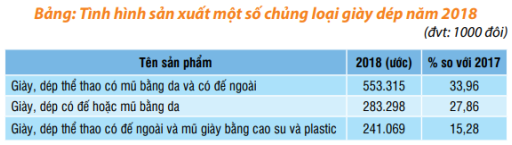 Bảng: Tình hình sản xuất một số chủng loại giày dép năm 2018
(đvt: 1000 đôi)
Tên sản phẩm 2018 (ước) % so với 2017
Giày, dép thể thao có mũ bằng da và có đế ngoài 553.315 33,96
Giày, dép có đế hoặc mũ bằng da 283.298 27,86
Giày, dép thể thao có đế ngoài và mũ giày bằng cao su và plastic 241.069 15,28